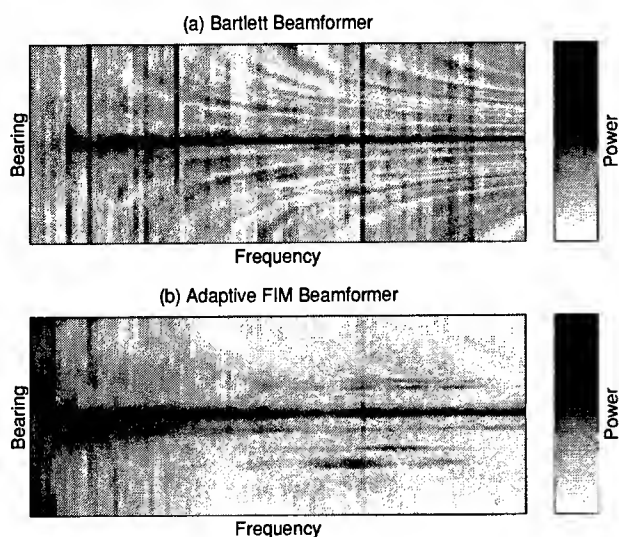 (a) Bartlett Beamformer
Bearing
Power
Frequency
(b) Adaptive FIM Beamformer
Bearing
Power
Frequency